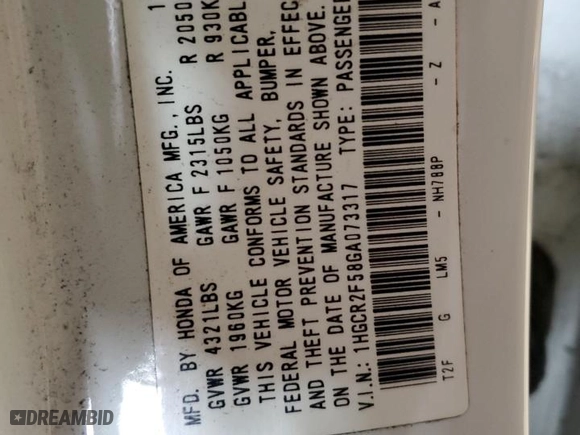 MFD. BY HONDA OF AMERICA MFG., INC. 1
GVWR 4321LBS GAWR F 2315LBS R 2050
GVWR 1960KG GAWR F 1050KG R 930K
THIS VEHICLE CONFORMS TO ALL APPLICABL
FEDERAL MOTOR VEHICLE SAFETY, BUMPER,
AND THEFT PREVENTION STANDARDS IN EFFEC
ON THE DATE OF MANUFACTURE SHOWN ABOVE.
V.I.N.: 1HGCR2F58GA073317 TYPE: PASSENGER
T2F G LM5 - NH788P - Z - A
DREAMBID